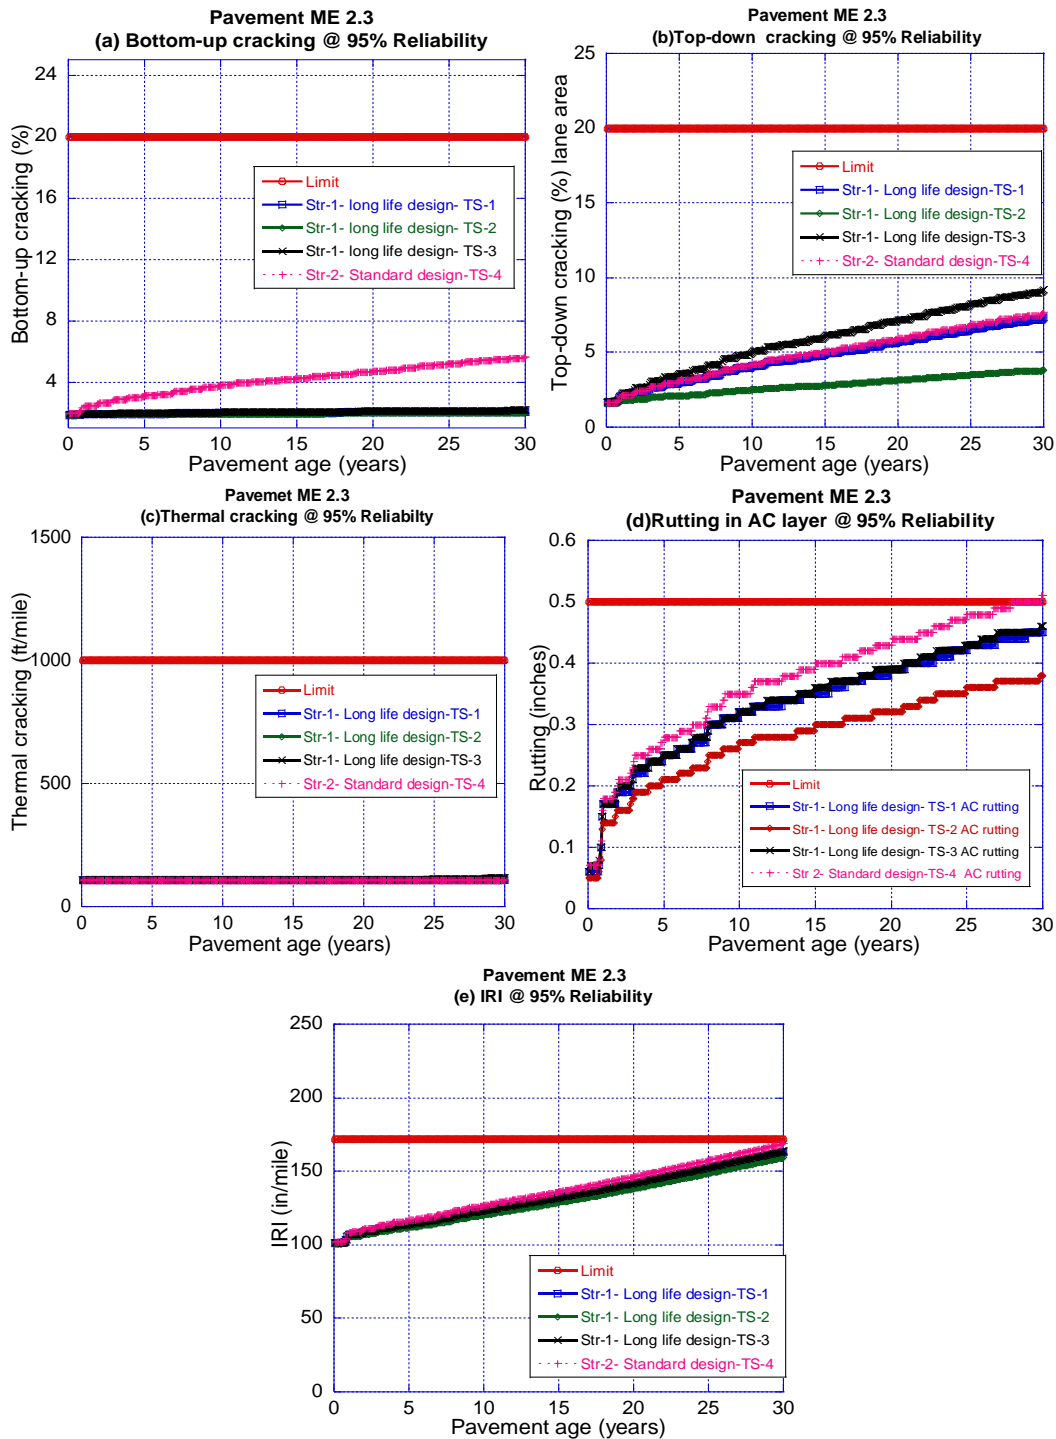 Pavement ME 2.3
(a) Bottom-up cracking @ 95% Reliability
Bottom-up cracking (%)
24
20
16
12
8
4
Limit
Str-1- long life design- TS-1
Str-1- long life design- TS-2
Str-1- long life design- TS-3
Str-2- Standard design-TS-4
0 5 10 15 20 25 30
Pavement age (years)
Pavement ME 2.3
(b)Top-down cracking @ 95% Reliability
Top-down cracking (%) lane area
25
20
15
10
5
0
Limit
Str-1- Long life design-TS-1
Str-1- Long life design-TS-2
Str-1- Long life design-TS-3
Str-2- Standard design-TS-4
0 5 10 15 20 25 30
Pavement age (years)
Pavemet ME 2.3
(c)Thermal cracking @ 95% Reliabilty
Thermal cracking (ft/mile)
1500
1000
500
0
Limit
Str-1- Long life design-TS-1
Str-1- Long life design-TS-2
Str-1- Long life design-TS-3
Str-2- Standard design-TS-4
0 5 10 15 20 25 30
Pavement age (years)
Pavement ME 2.3
(d)Rutting in AC layer @ 95% Reliability
Rutting (inches)
0.6
0.5
0.4
0.3
0.2
0.1
0
Limit
Str-1- Long life design- TS-1 AC rutting
Str-1- Long life design- TS-2 AC rutting
Str-1- Long life design- TS-3 AC rutting
Str 2- Standard design-TS-4 AC rutting
0 5 10 15 20 25 30
Pavement age (years)
Pavement ME 2.3
(e) IRI @ 95% Reliability
IRI (in/mile)
250
200
150
100
50
0
Limit
Str-1- Long life design-TS-1
Str-1- Long life design-TS-2
Str-1- Long life design-TS-3
Str-2- Standard design-TS-4
0 5 10 15 20 25 30
Pavement age (years)